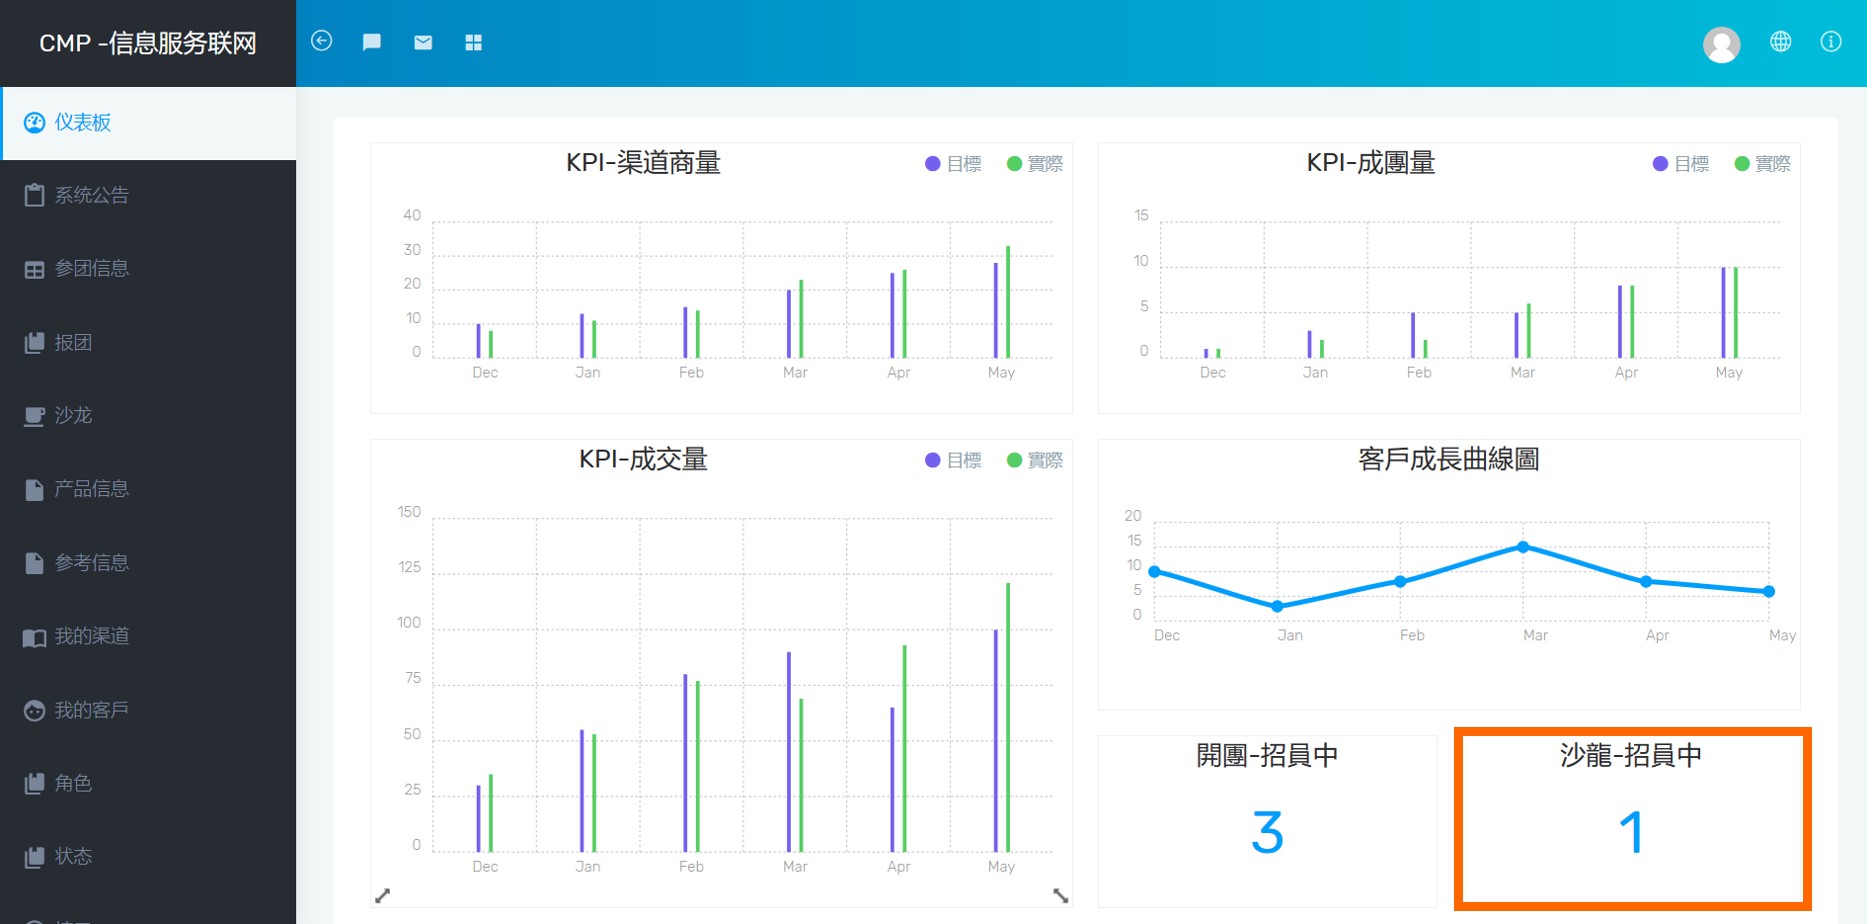 CMP -信息服务联网
仪表板
系统公告
参团信息
报团
沙龙
产品信息
参考信息
我的渠道
我的客戶
角色
状态
KPI-渠道商量
目標
實際
40
30
20
10
0
Dec Jan Feb Mar Apr May
KPI-成團量
目標
實際
15
10
5
0
Dec Jan Feb Mar Apr May
KPI-成交量
目標
實際
150
125
100
75
50
25
0
Dec Jan Feb Mar Apr May
客戶成長曲線圖
20
15
10
5
0
Dec Jan Feb Mar Apr May
開團-招員中
3
沙龍-招員中
1